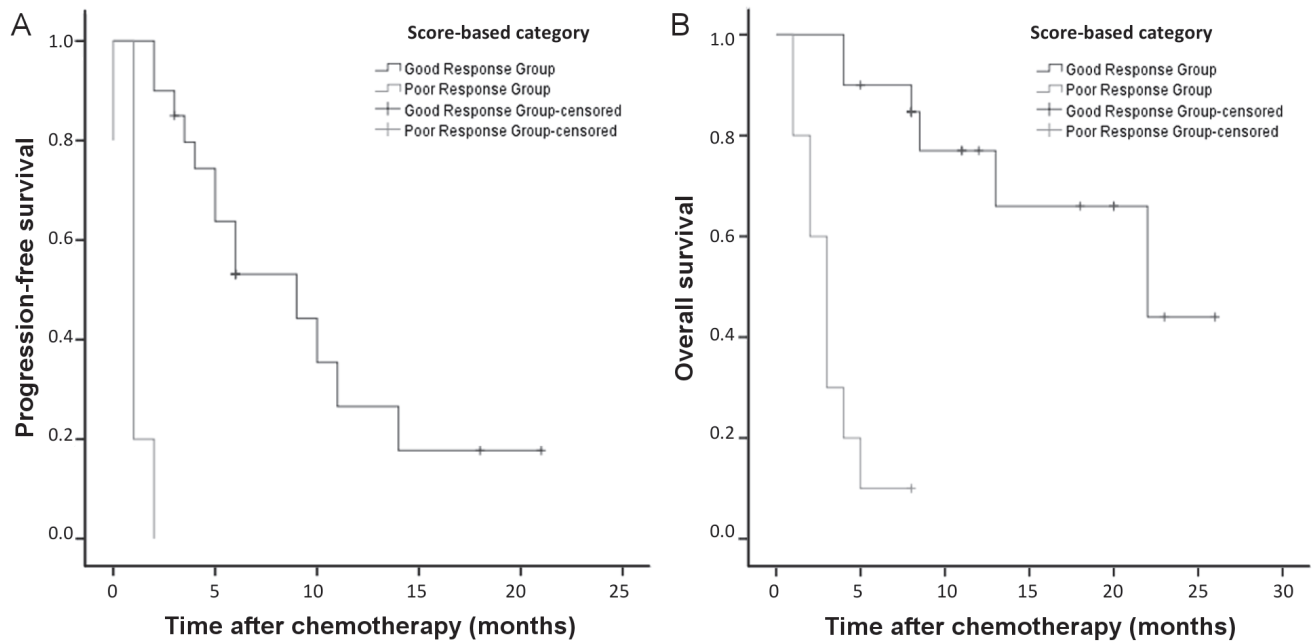 A
Score-based category
Good Response Group
Poor Response Group
Good Response Group-censored
Poor Response Group-censored
Progression-free survival
1.0
0.8
0.6
0.4
0.2
0.0
0 5 10 15 20 25
Time after chemotherapy (months)
B
Score-based category
Good Response Group
Poor Response Group
Good Response Group-censored
Poor Response Group-censored
Overall survival
1.0
0.8
0.6
0.4
0.2
0.0
0 5 10 15 20 25 30
Time after chemotherapy (months)